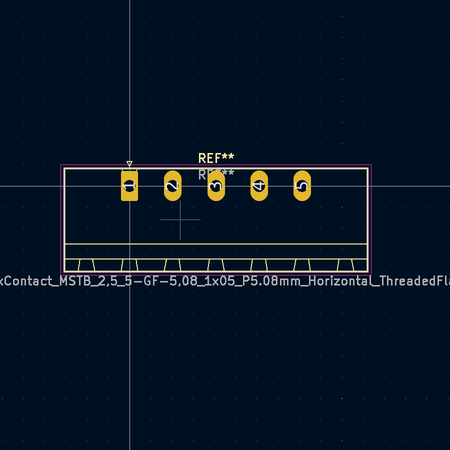 REF**
REF**
1 2 3 4 5
xContact_MSTB_2,5_5-GF-5,08_1x05_P5.08mm_Horizontal_ThreadedFl